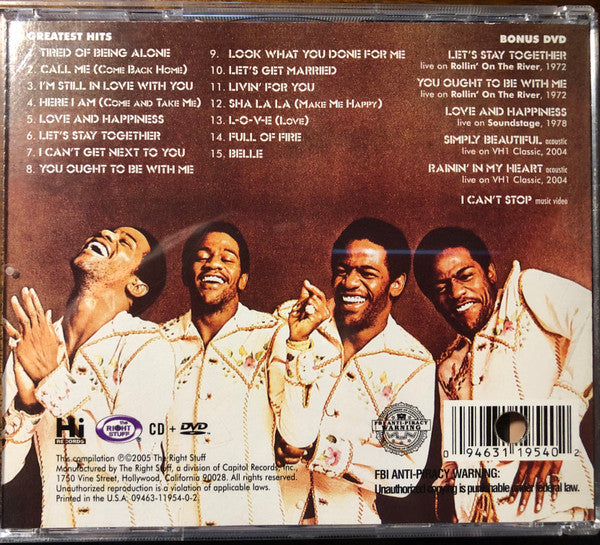 GREATEST HITS
1. TIRED OF BEING ALONE
2. CALL ME (COME BACK HOME)
3. I'M STILL IN LOVE WITH YOU
4. HERE I AM (COME AND TAKE ME)
5. LOVE AND HAPPINESS
6. LET'S STAY TOGETHER
7. I CAN'T GET NEXT TO YOU
8. YOU OUGHT TO BE WITH ME
9. LOOK WHAT YOU DONE FOR ME
10. LET'S GET MARRIED
11. LIVIN' FOR YOU
12. SHA LA LA (MAKE ME HAPPY)
13. L-O-V-E (LOVE)
14. FULL OF FIRE
15. BELLE
BONUS DVD
LET'S STAY TOGETHER
live on Rollin' On The River, 1972
YOU OUGHT TO BE WITH ME
live on Rollin' On The River, 1972
LOVE AND HAPPINESS
live on Soundstage, 1978
SIMPLY BEAUTIFUL acoustic
live on VH1 Classic, 2004
RAININ' IN MY HEART acoustic
live on VH1 Classic, 2004
I CAN'T STOP music video
Hi
RECORDS
The
RIGHT
STUFF
CD + DVD
This compilation ℗©2005 The Right Stuff
Manufactured by The Right Stuff, a division of Capitol Records, Inc.,
1750 Vine Street, Hollywood, California 90028. All rights reserved.
Unauthorized reproduction is a violation of applicable laws.
Printed in the U.S.A. 09463-11954-0-2
FBI ANTI-PIRACY
WARNING
0 94631 19540 2
FBI ANTI-PIRACY WARNING:
Unauthorized copying is punishable under federal law.